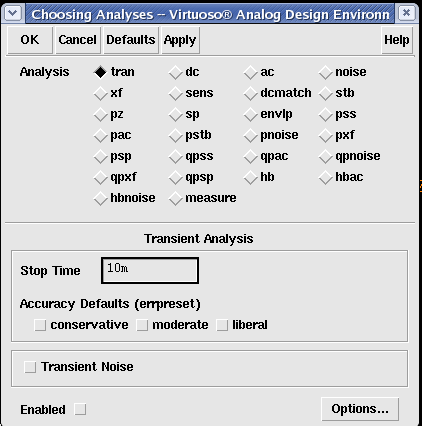 Choosing Analyses -- Virtuoso® Analog Design Environn
OK Cancel Defaults Apply Help
Analysis tran dc ac noise
xf sens dcmatch stb
pz sp envlp pss
pac pstb pnoise pxf
psp qpss qpac qpnoise
qpxf qpsp hb hbac
hbnoise measure
Transient Analysis
Stop Time 10m
Accuracy Defaults (errpreset)
conservative moderate liberal
Transient Noise
Enabled Options...